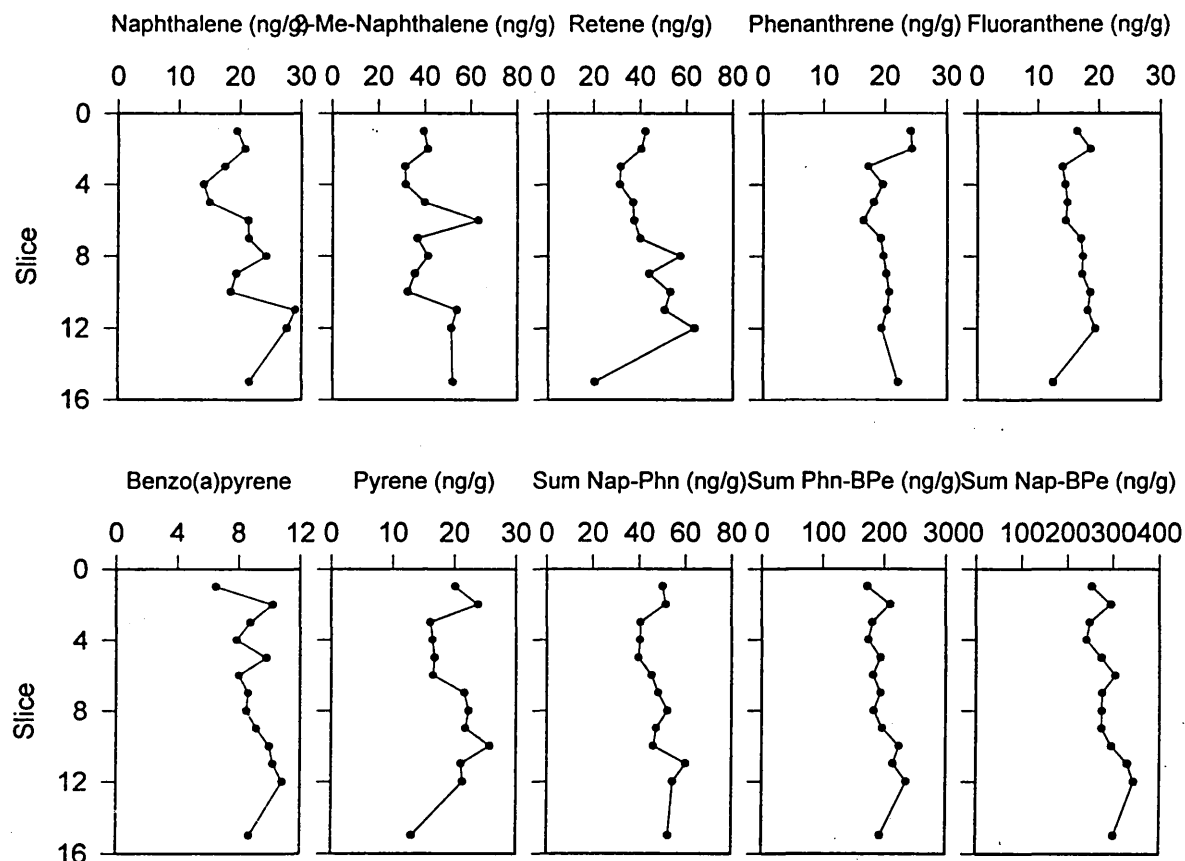 Naphthalene (ng/g) 2-Me-Naphthalene (ng/g) Retene (ng/g) Phenanthrene (ng/g) Fluoranthene (ng/g)
0 10 20 30 0 20 40 60 80 0 20 40 60 80 0 10 20 30 0 10 20 30
0
4
8
12
16
Slice
Benzo(a)pyrene Pyrene (ng/g) Sum Nap-Phn (ng/g) Sum Phn-BPe (ng/g) Sum Nap-BPe (ng/g)
0 4 8 12 0 10 20 30 0 20 40 60 80 0 100 200 300 0 100 200 300 400
0
4
8
12
16
Slice